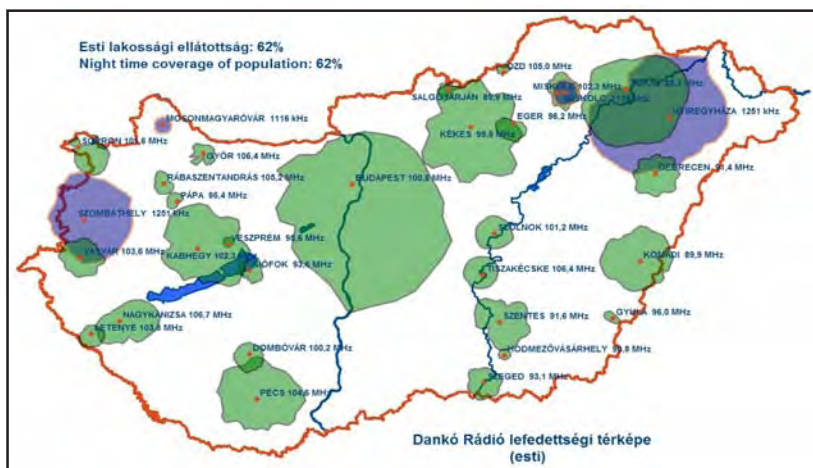 Esti lakossági ellátottság: 62%
Night time coverage of population: 62%
ÓZD 105,0 MHz
MISKOLC 102,3 MHz
SALGÓTARJÁN 89,9 MHz
NYÍREGYHÁZA 1251 kHz
MOSONMAGYARÓVÁR 1116 kHz
EGER 96,2 MHz
KÉKES 99,8 MHz
SOPRON
GYŐR 106,4 MHz
DEBRECEN 91,4 MHz
RÁBASZENTANDRÁS 105,2 MHz
BUDAPEST 100,8 MHz
PÁPA 96,4 MHz
SZOMBATHELY 1251 kHz
SZOLNOK 101,2 MHz
VESZPRÉM 98,6 MHz
VASVÁR 103,6 MHz
KABHEGY 102,3
KOMÁDI 89,9 MHz
SIÓFOK 93,6 MHz
TISZAKÉCSKE 106,4 MHz
NAGYKANIZSA 106,7 MHz
SZENTES 91,6 MHz
GYULA 96,0 MHz
LETENYE 103,8 MHz
DOMBÓVÁR 100,2 MHz
HÓDMEZŐVÁSÁRHELY MHz
SZEGED 93,1 MHz
PÉCS 104,6 MHz
Dankó Rádió lefedettségi térképe
(esti)